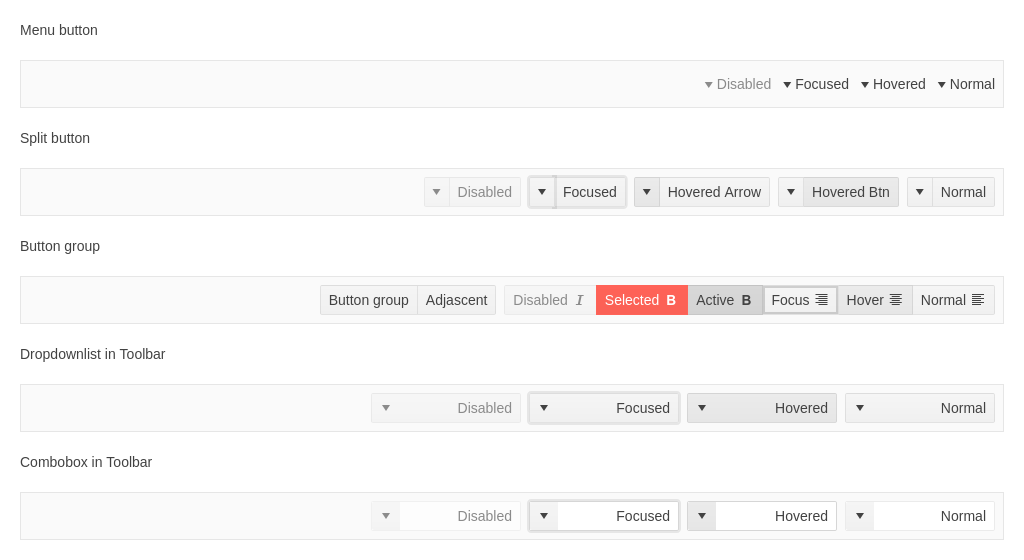 Menu button
Disabled Focused Hovered Normal
Split button
Disabled Focused Hovered Arrow Hovered Btn Normal
Button group
Button group Adjascent Disabled I Selected B Active B Focus Hover Normal
Dropdownlist in Toolbar
Disabled Focused Hovered Normal
Combobox in Toolbar
Disabled Focused Hovered Normal